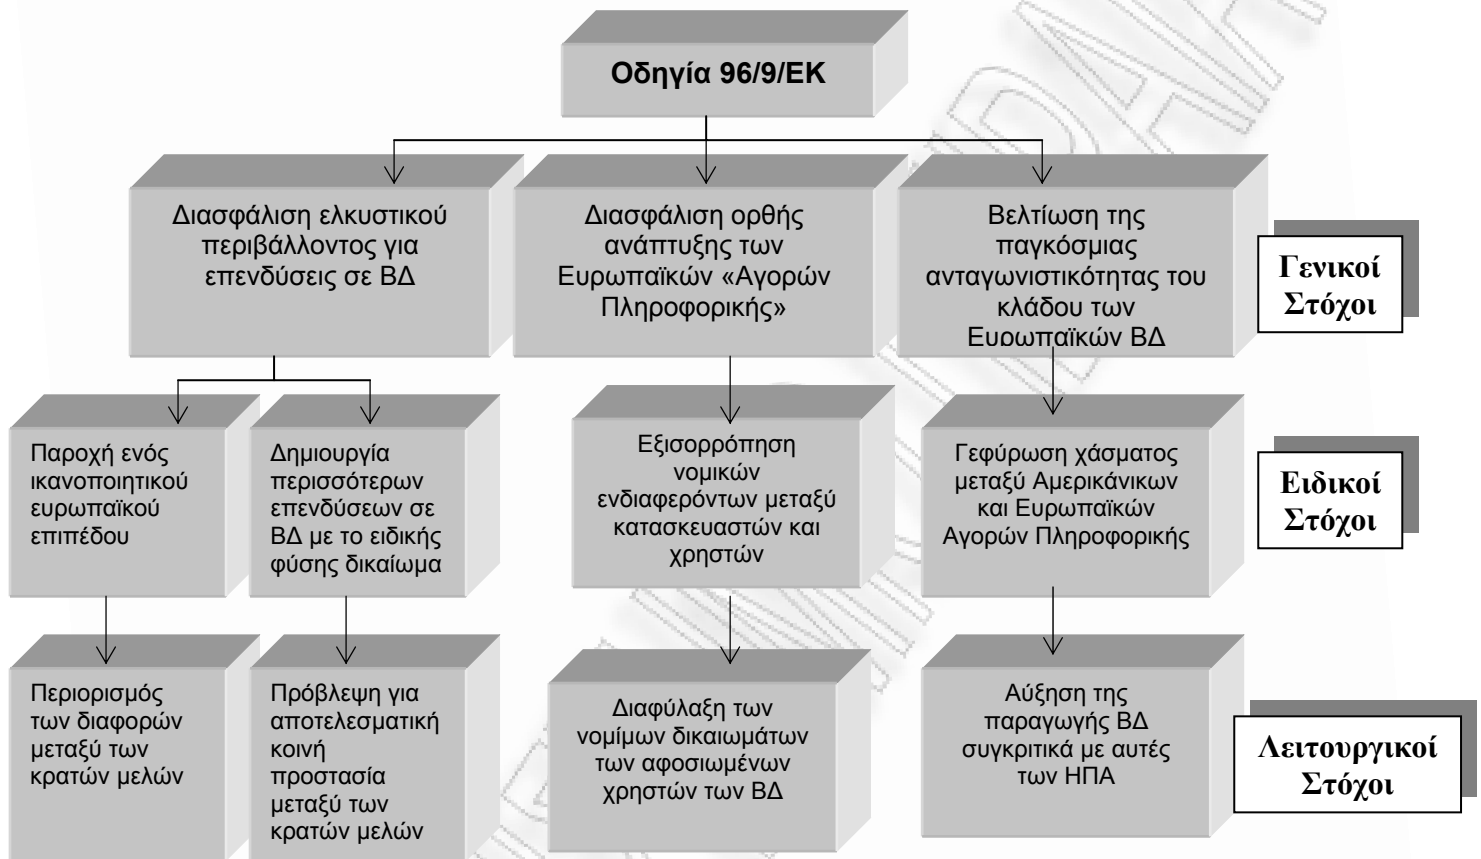 Οδηγία 96/9/ΕΚ
Διασφάλιση ελκυστικού
περιβάλλοντος για
επενδύσεις σε ΒΔ
Διασφάλιση ορθής
ανάπτυξης των
Ευρωπαϊκών «Αγορών
Πληροφορικής»
Βελτίωση της
παγκόσμιας
ανταγωνιστικότητας του
κλάδου των
Ευρωπαϊκών ΒΔ
Γενικοί
Στόχοι
Παροχή ενός
ικανοποιητικού
ευρωπαϊκού
επιπέδου
Δημιουργία
περισσότερων
επενδύσεων σε
ΒΔ με το ειδικής
φύσης δικαίωμα
Εξισορρόπηση
νομικών
ενδιαφερόντων μεταξύ
κατασκευαστών και
χρηστών
Γεφύρωση χάσματος
μεταξύ Αμερικάνικων
και Ευρωπαϊκών
Αγορών Πληροφορικής
Ειδικοί
Στόχοι
Περιορισμός
των διαφορών
μεταξύ των
κρατών μελών
Πρόβλεψη για
αποτελεσματική
κοινή
προστασία
μεταξύ των
κρατών μελών
Διαφύλαξη των
νομίμων δικαιωμάτων
των αφοσιωμένων
χρηστών των ΒΔ
Αύξηση της
παραγωγής ΒΔ
συγκριτικά με αυτές
των ΗΠΑ
Λειτουργικοί
Στόχοι